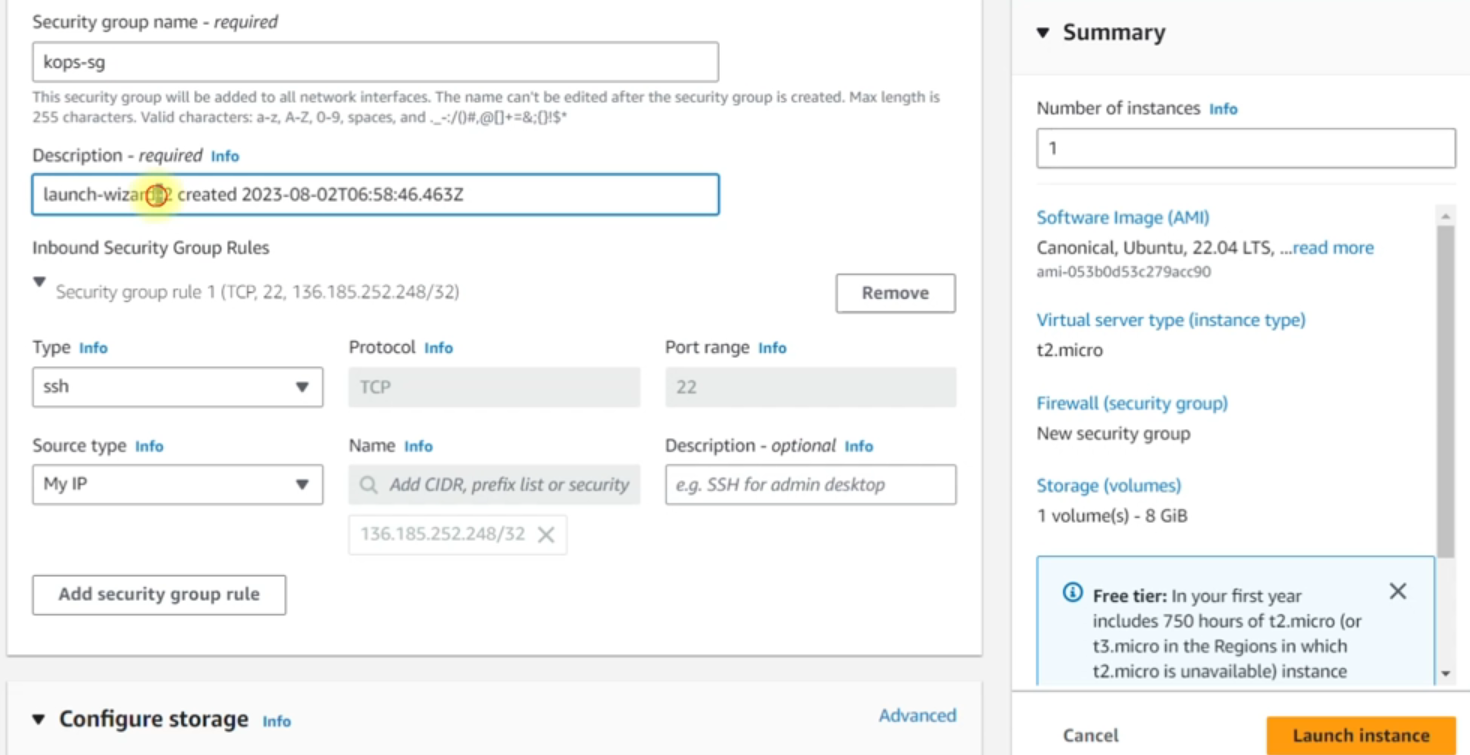 Security group name - required
kops-sg
This security group will be added to all network interfaces. The name can't be edited after the security group is created. Max length is
255 characters. Valid characters: a-z, A-Z, 0-9, spaces, and ._-:/()#,@[]+=&;{}!$*
Description - required Info
created 2023-08-02T06:58:46.463Z
Inbound Security Group Rules
Security group rule 1 (TCP, 22, 136.185.252.248/32)
Remove
Type Info
Protocol Info
Port range Info
ssh
TCP
22
Source type Info
Name Info
Description - optional Info
My IP
Add CIDR, prefix list or security
e.g. SSH for admin desktop
136.185.252.248/32
Add security group rule
Configure storage Info
Advanced
Summary
Number of instances Info
1
Software Image (AMI)
Canonical, Ubuntu, 22.04 LTS, ...read more
ami-053b0d53c279acc90
Virtual server type (instance type)
t2.micro
Firewall (security group)
New security group
Storage (volumes)
1 volume(s) - 8 GiB
Free tier: In your first year
includes 750 hours of t2.micro (or
t3.micro in the Regions in which
t2.micro is unavailable) instance
Cancel
Launch instance